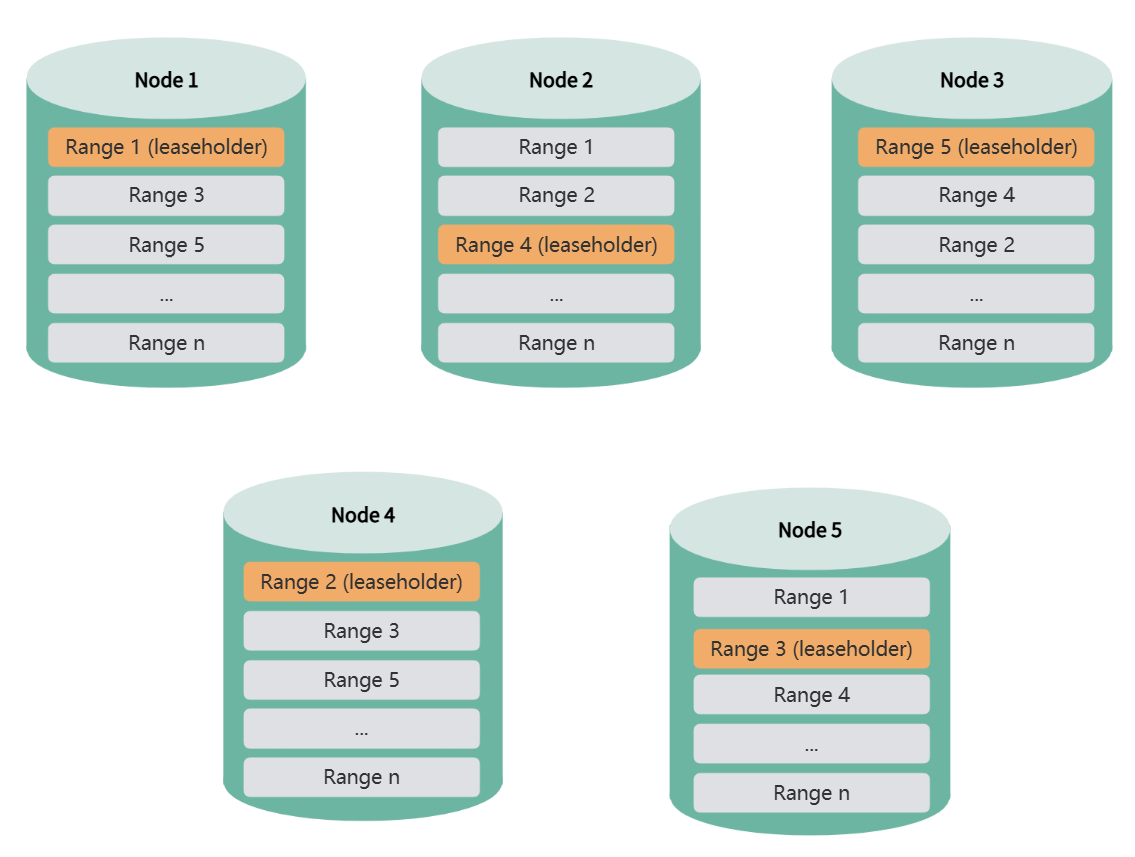 Node 1
Range 1 (leaseholder)
Range 3
Range 5
...
Range n
Node 2
Range 1
Range 2
Range 4 (leaseholder)
...
Range n
Node 3
Range 5 (leaseholder)
Range 4
Range 2
...
Range n
Node 4
Range 2 (leaseholder)
Range 3
Range 5
...
Range n
Node 5
Range 1
Range 3 (leaseholder)
Range 4
...
Range n